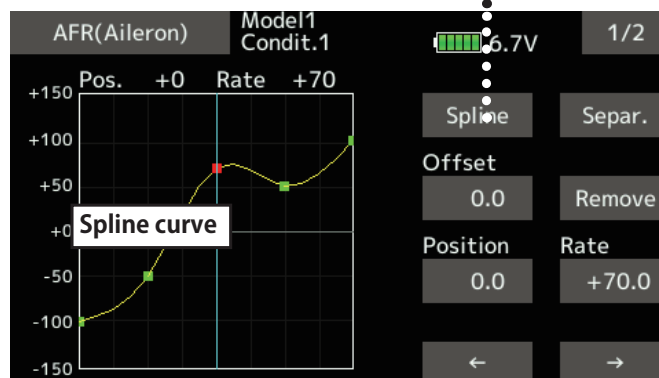 AFR(Aileron) Model1 Condit.1 6.7V 1/2
Pos. +0 Rate +70
+150
+100
+50
+0
-50
-100
-150
Spline curve
Spline Separ.
Offset
0.0 Remove
Position Rate
0.0 +70.0
← →